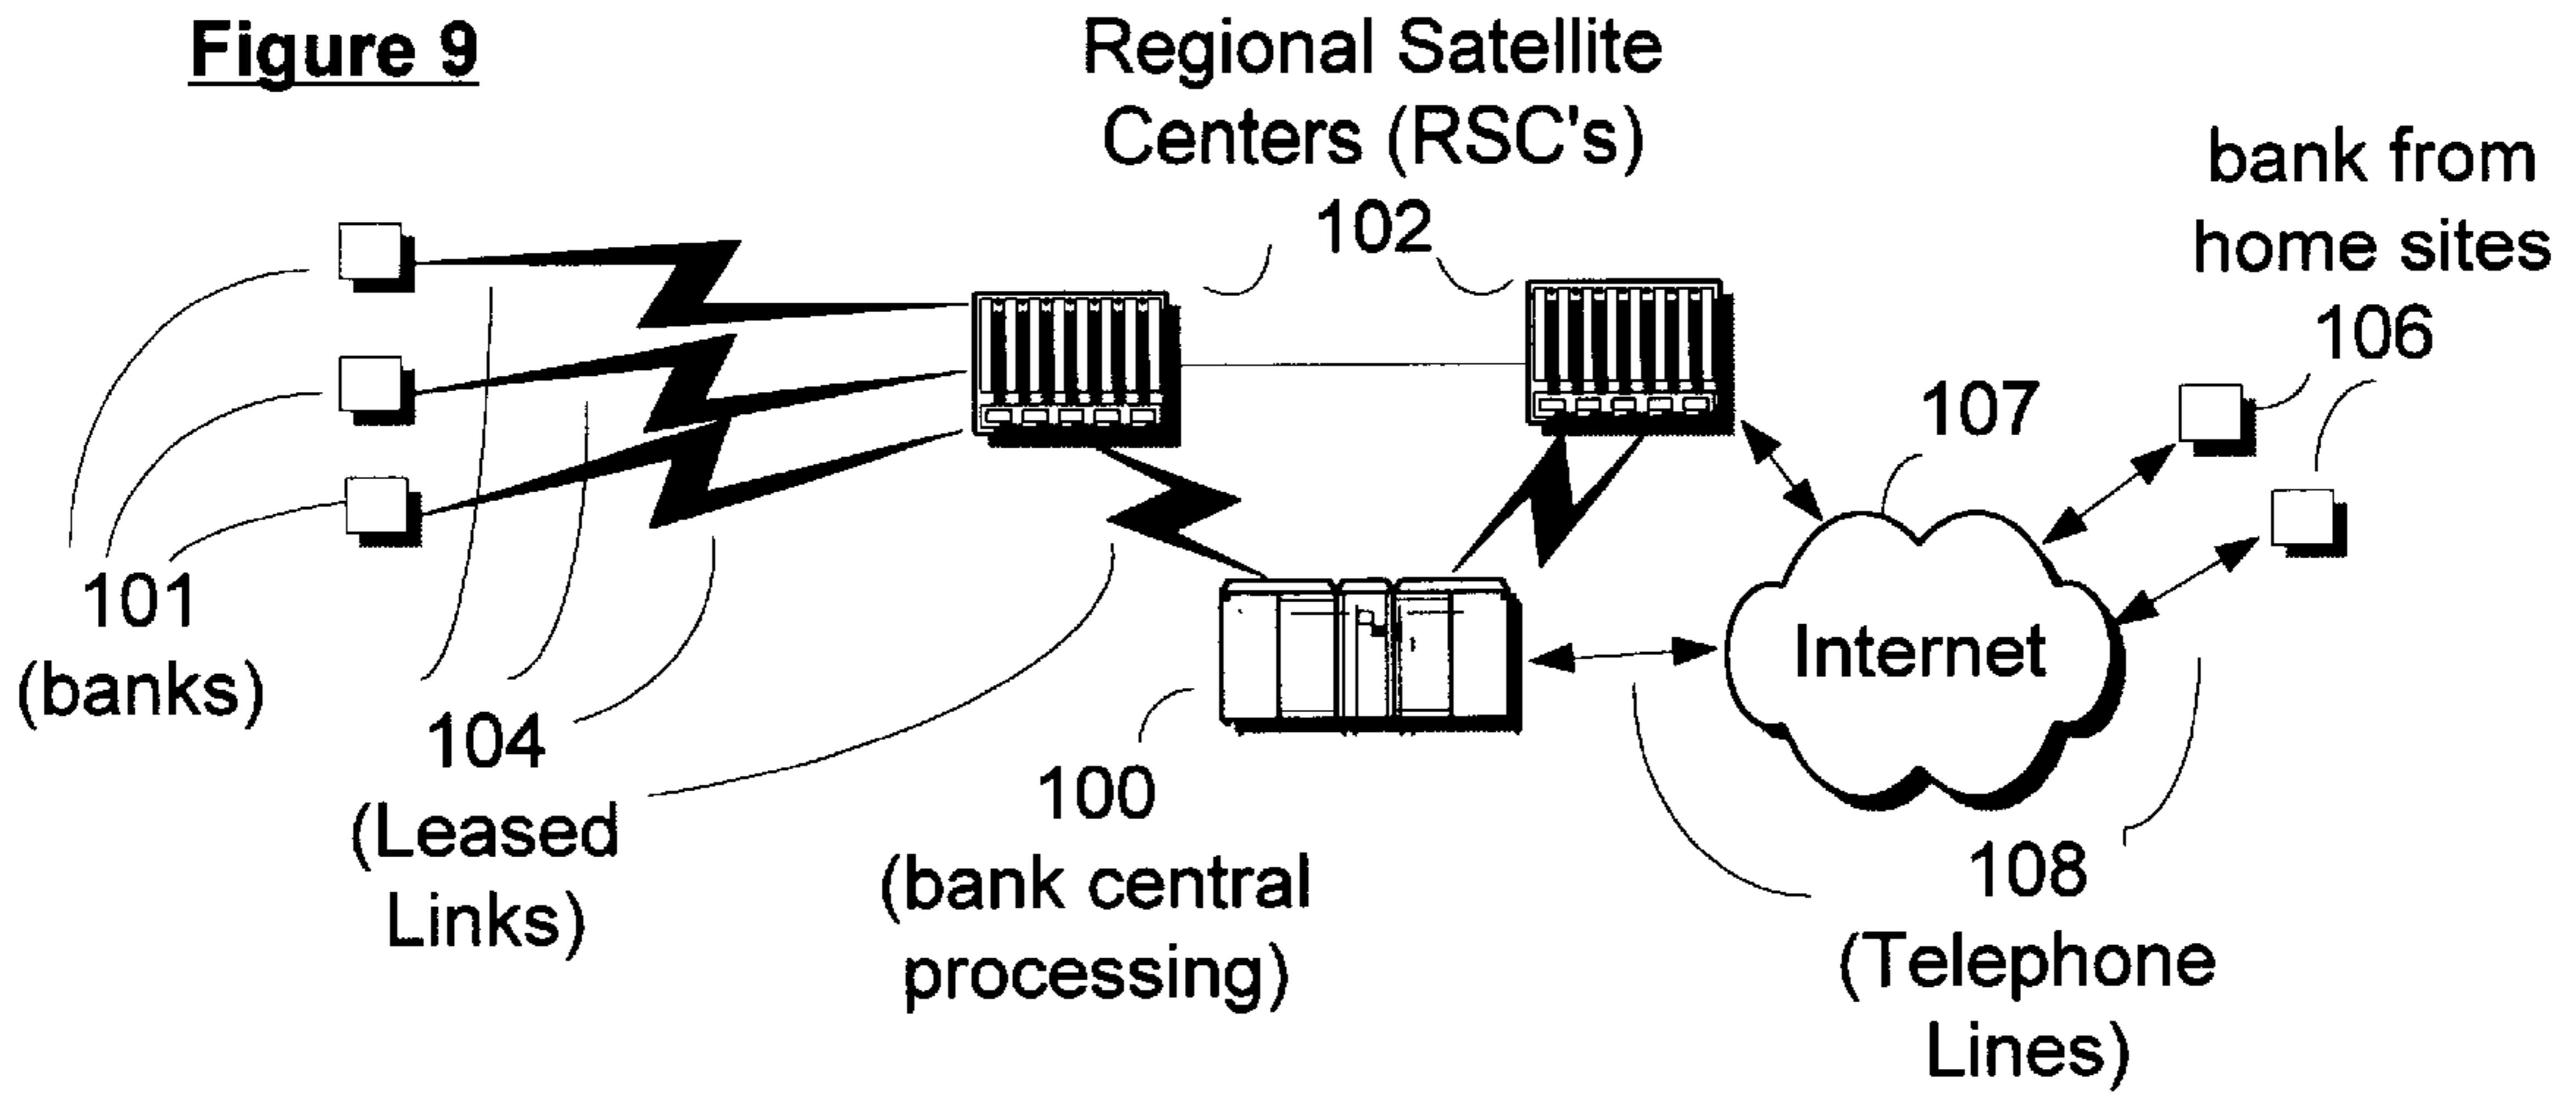 Figure 9
Regional Satellite
Centers (RSC's)
102
bank from
home sites
106
107
101
(banks)
Internet
104
(Leased
Links)
100
(bank central
processing)
108
(Telephone
Lines)